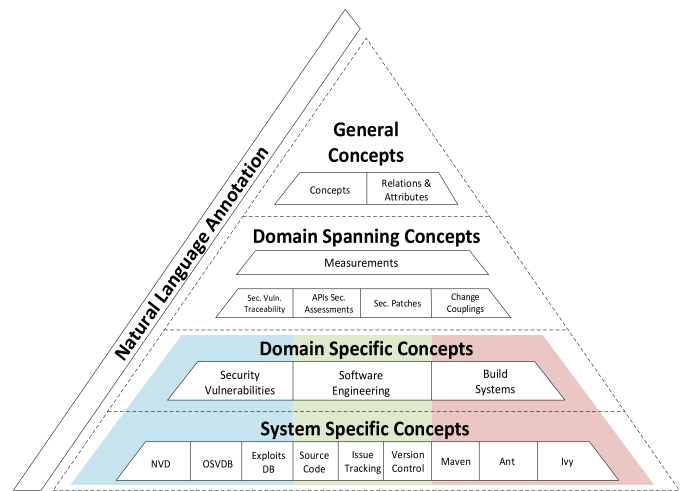 Natural Language Annotation
General
Concepts
Concepts
Relations &
Attributes
Domain Spanning Concepts
Measurements
Sec. Vuln.
Traceability
APIs Sec.
Assessments
Sec. Patches
Change
Couplings
Domain Specific Concepts
Security
Vulnerabilities
Software
Engineering
Build
Systems
System Specific Concepts
NVD
OSVDB
Exploits
DB
Source
Code
Issue
Tracking
Version
Control
Maven
Ant
Ivy